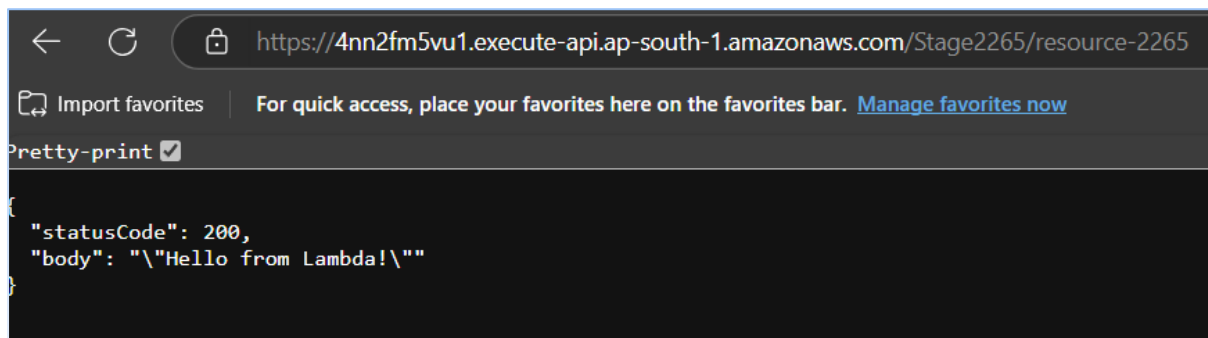 https://4nn2fm5vu1.execute-api.ap-south-1.amazonaws.com/Stage2265/resource-2265
Import favorites For quick access, place your favorites here on the favorites bar. Manage favorites now
Pretty-print
{
"statusCode": 200,
"body": "\"Hello from Lambda!\""
}